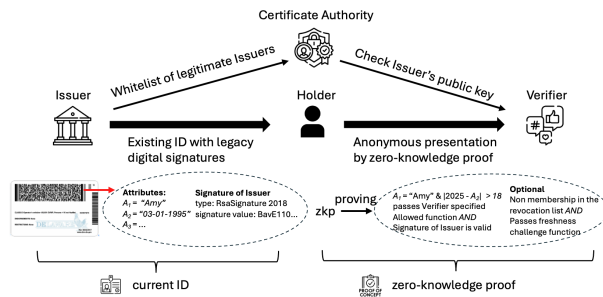 Certificate Authority
Whitelist of legitimate Issuers
Check Issuer's public key
Issuer
Holder
Verifier
Existing ID with legacy
digital signatures
Anonymous presentation
by zero-knowledge proof
Attributes:
A₁ = “Amy”
A₂ = “03-01-1995”
A₃ = ...
Signature of Issuer
type: RsaSignature 2018
signature value: BavE110...
zkp
proving
A₁ = “Amy” & |2025 - A₂| > 18
passes Verifier specified
Allowed function AND
Signature of Issuer is valid
Optional
Non membership in the
revocation list AND
Passes freshness
challenge function
current ID
PROOF OF
CONCEPT
zero-knowledge proof